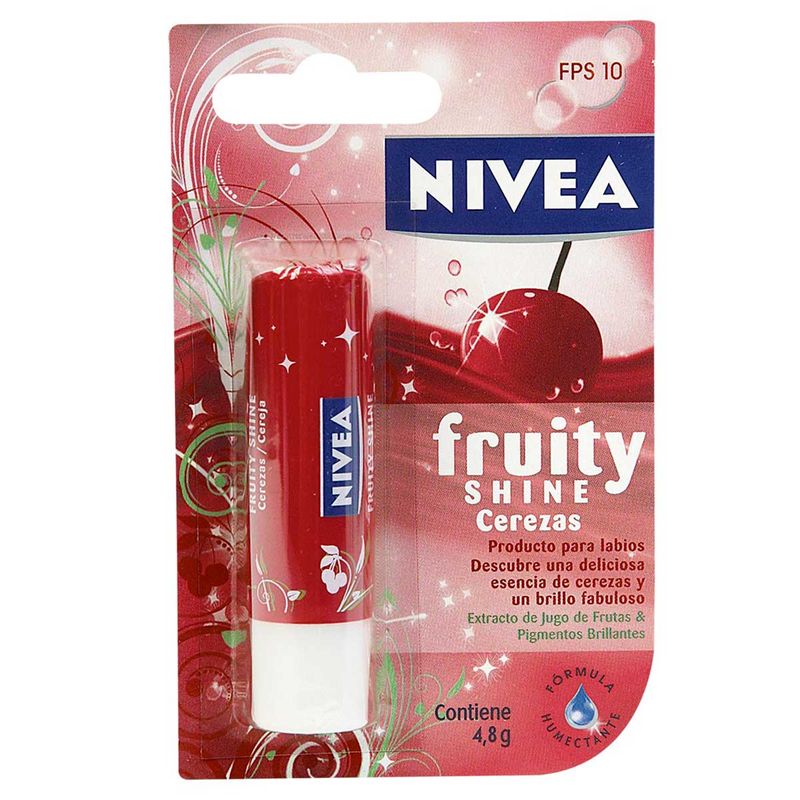 FPS 10
NIVEA
fruity
SHINE
Cerezas
Producto para labios
Descubre una deliciosa
esencia de cerezas y
un brillo fabuloso
Extracto de Jugo de Frutas &
Pigmentos Brillantes
FÓRMULA
HUMECTANTE
Contiene
4,8 g
FRUITY SHINE
Cerezas / Cereja
NIVEA
FRUITY SHINE